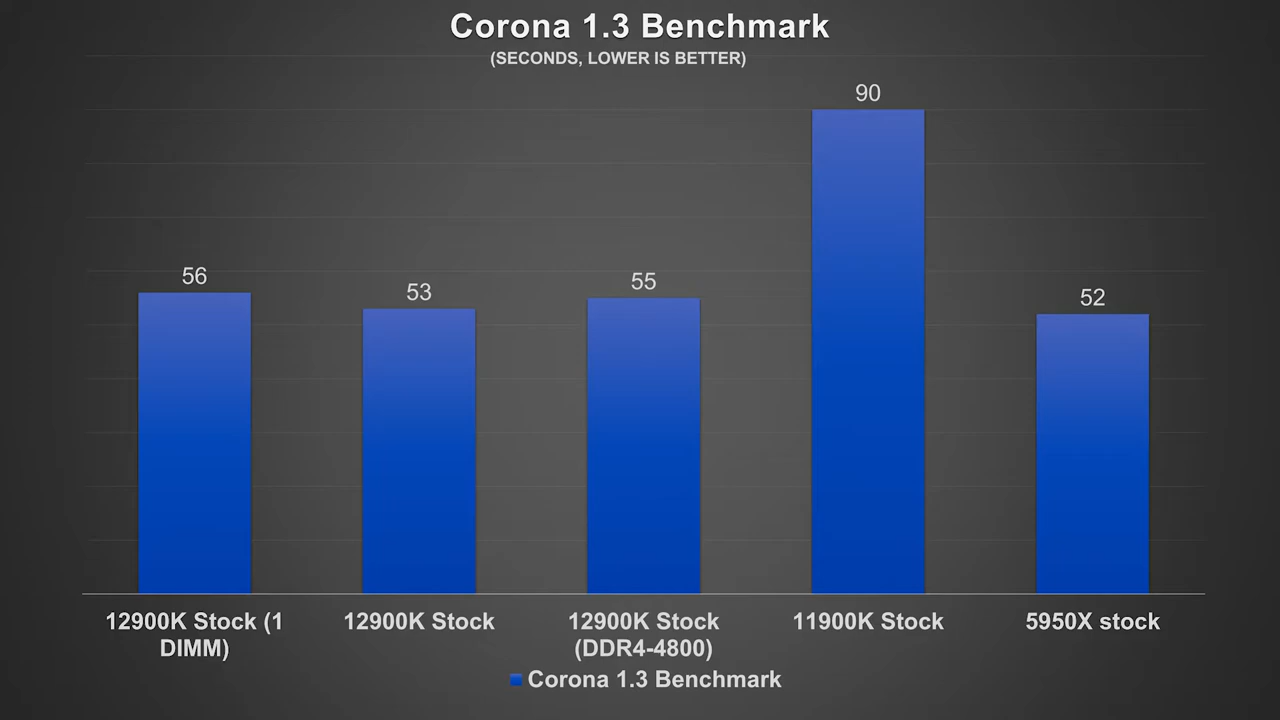 Corona 1.3 Benchmark
(SECONDS, LOWER IS BETTER)
56
53
55
90
52
12900K Stock (1
DIMM)
12900K Stock
12900K Stock
(DDR4-4800)
11900K Stock
5950X stock
Corona 1.3 Benchmark